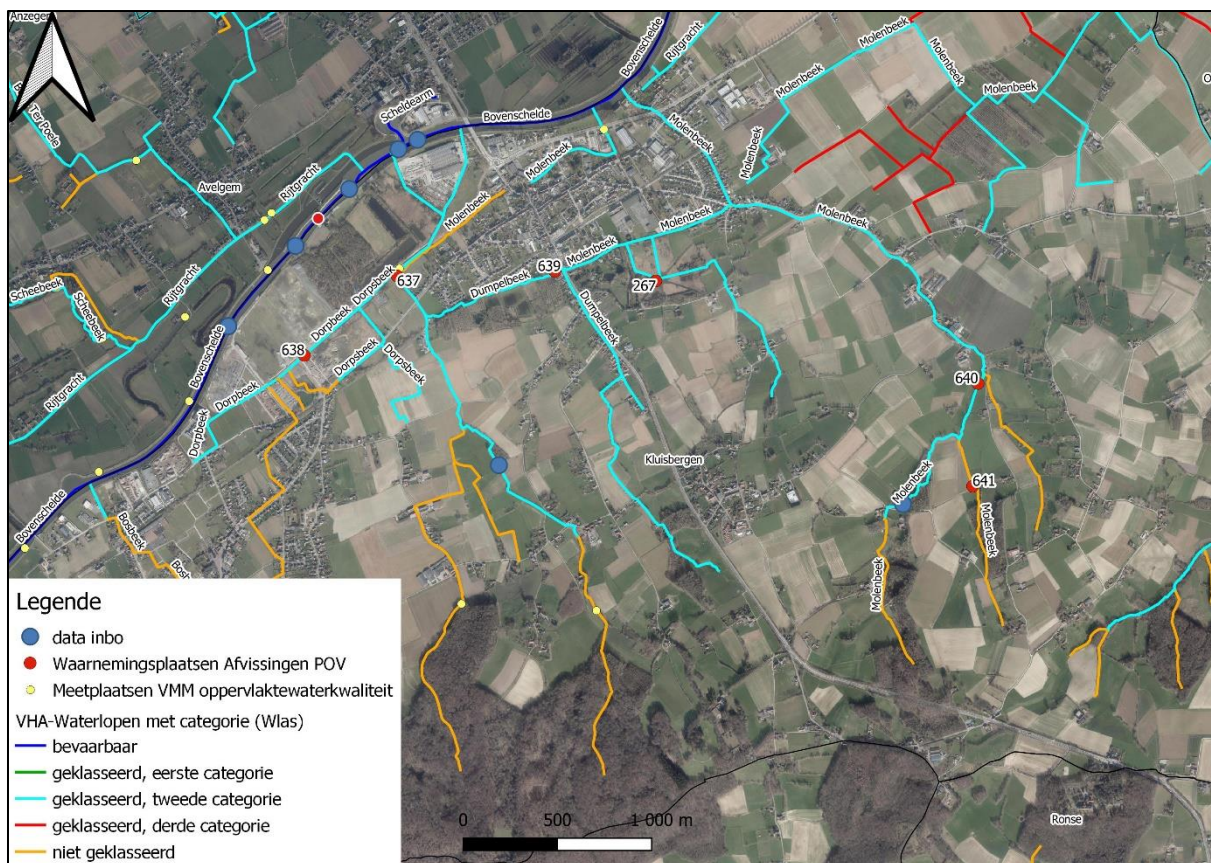 Anzegem
Rijtgracht
Bovenschelde
Molenbeek
Molenbeek
Scheldearm
Bovenschelde
Molenbeek
Ter Poele
Molenbeek
Molenbeek
Molenbeek
Avelgem
Rijtgracht
Molenbeek
Molenbeek
Molenbeek
Dorpsbeek
637
Dumpelbeek
639
267
Scheebeek
Scheebeek
Rijtgracht
Bovenschelde
Dorpbeek
Dumpelbeek
638
Dorpsbeek
Dorpsbeek
Rijtgracht
Dorpbeek
640
Dorpbeek
Kluisbergen
Molenbeek
641
Bovenschelde
Bosbeek
Molenbeek
Molenbeek
Legende
data inbo
Waarnemingsplaatsen Afvissingen POV
Meetplaatsen VMM oppervlaktewaterkwaliteit
VHA-Waterlopen met categorie (Wlas)
bevaarbaar
geklasseerd, eerste categorie
geklasseerd, tweede categorie
geklasseerd, derde categorie
niet geklasseerd
0 500 1 000 m
Ronse